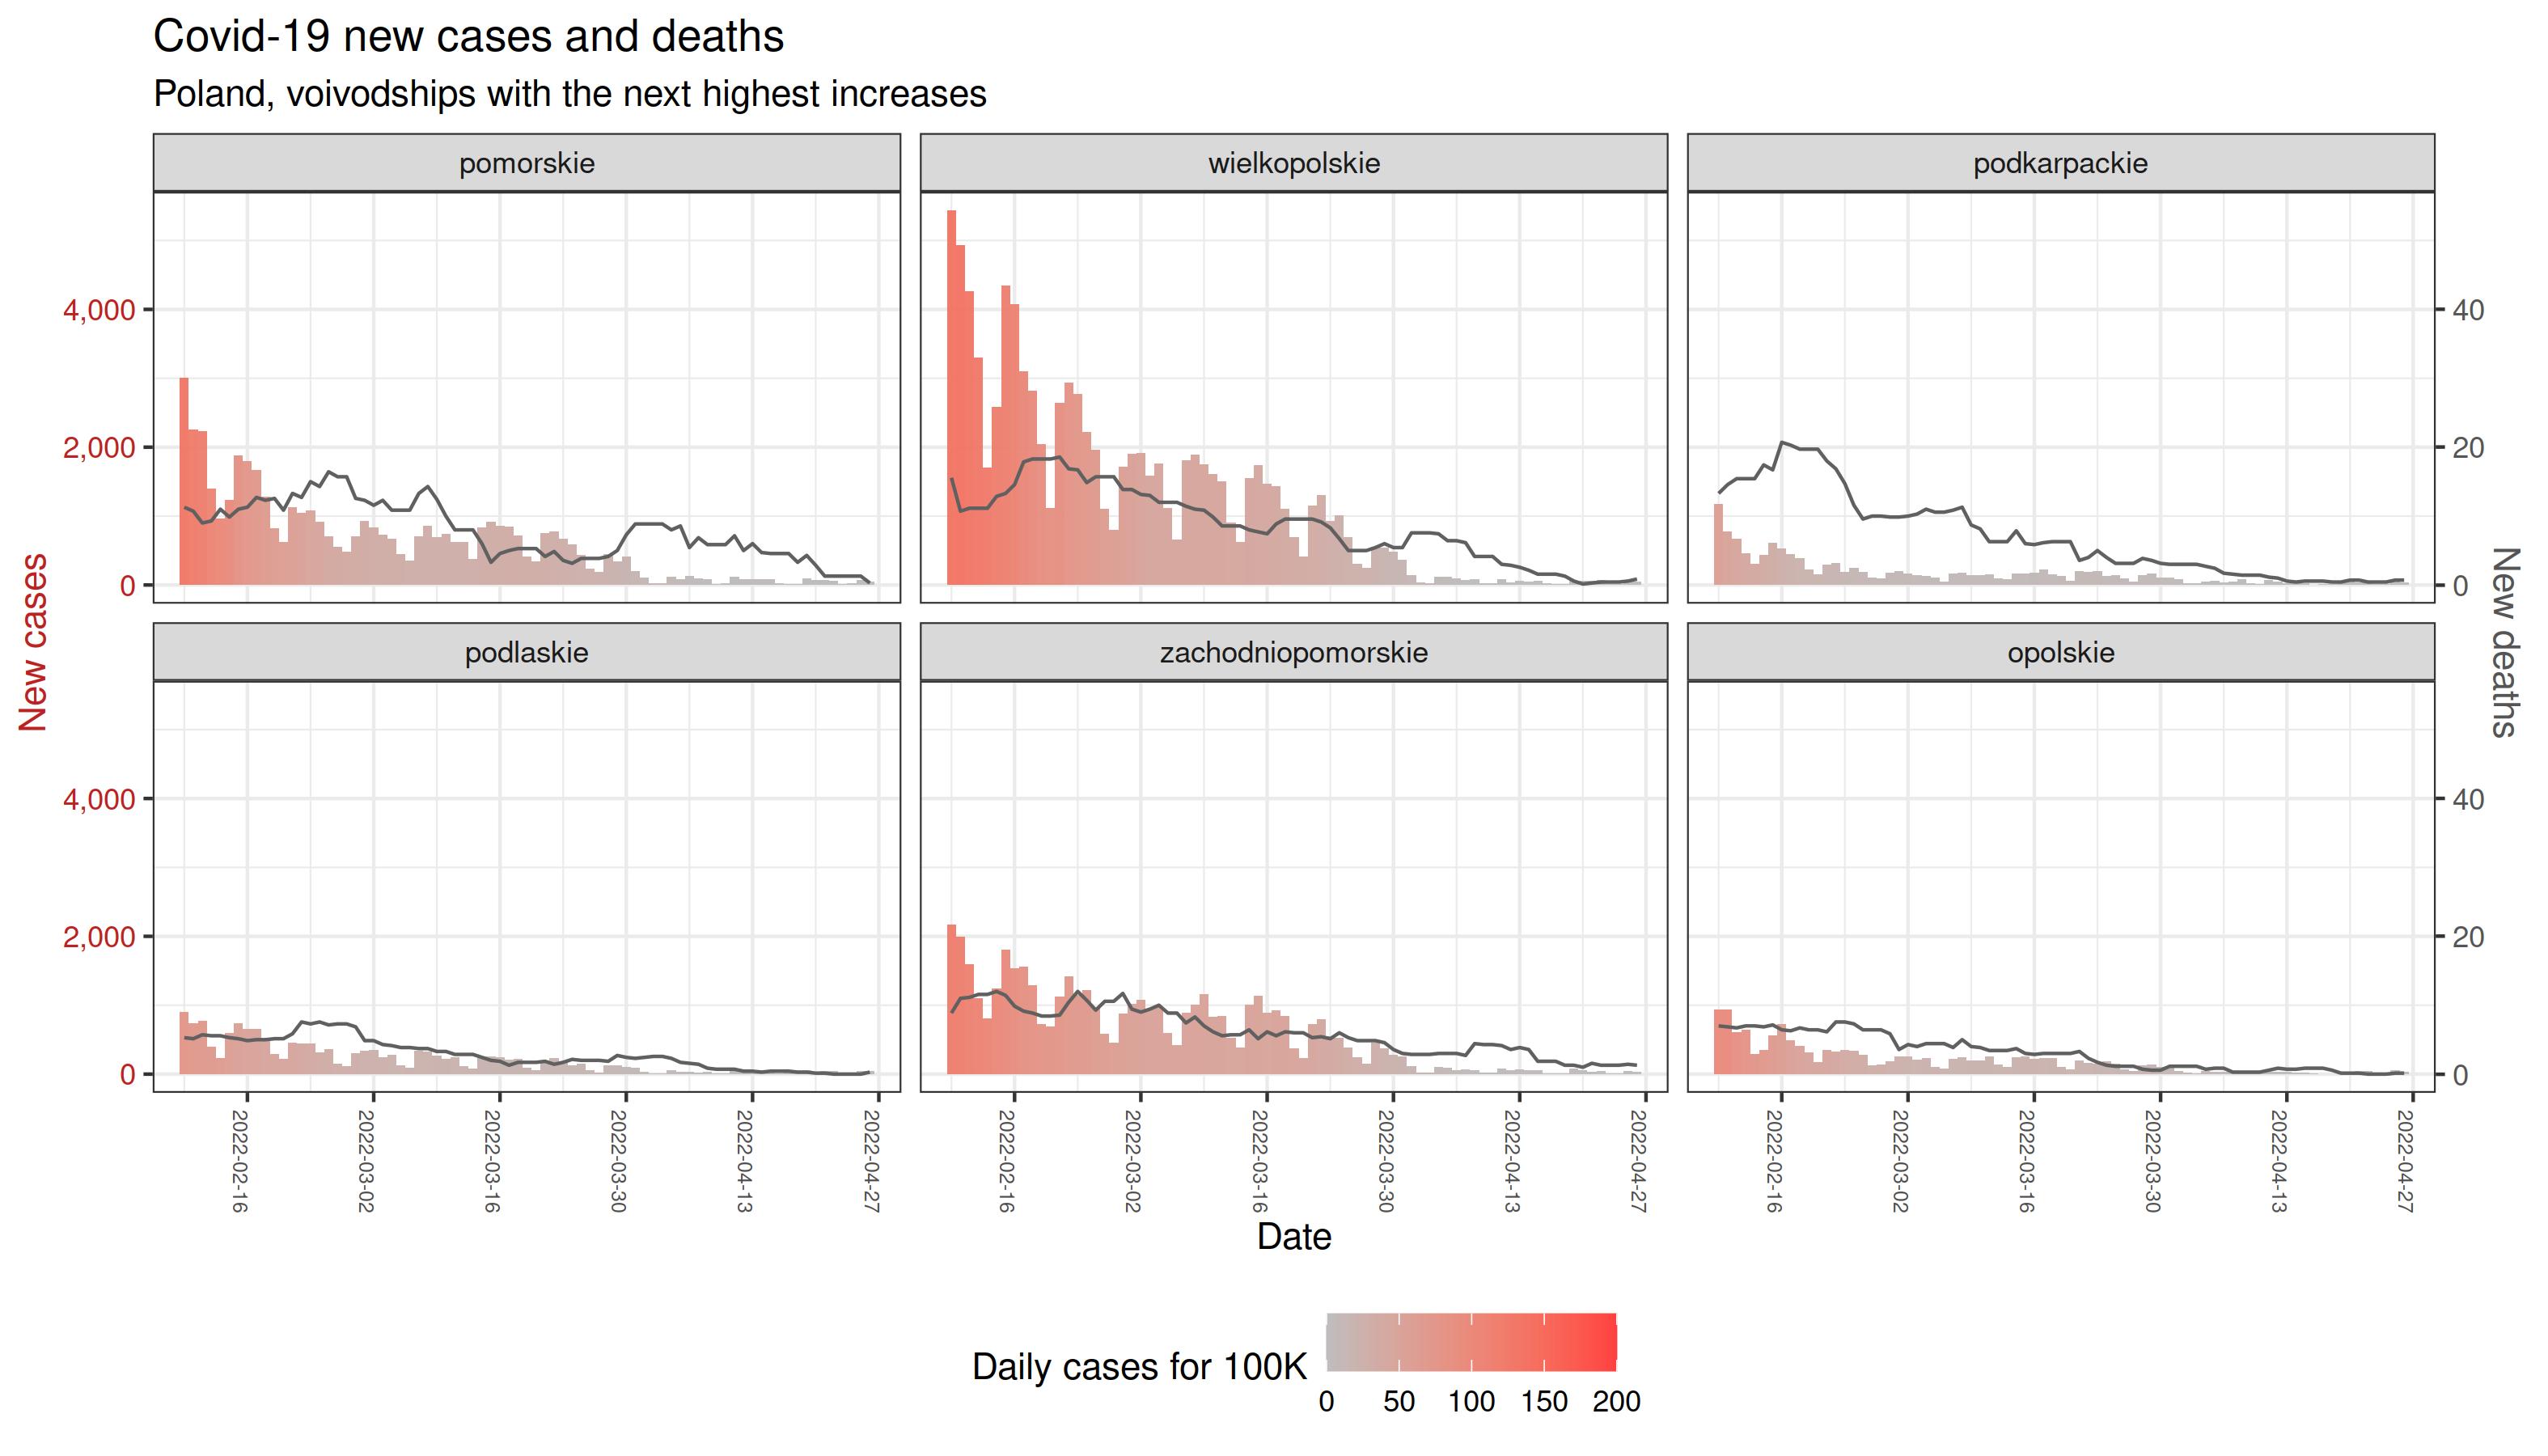 Covid-19 new cases and deaths
Poland, voivodships with the next highest increases
pomorskie
wielkopolskie
podkarpackie
4,000
2,000
0
40
20
0
New cases
New deaths
podlaskie
zachodniopomorskie
opolskie
4,000
2,000
0
40
20
0
2022-02-16
2022-03-02
2022-03-16
2022-03-30
2022-04-13
2022-04-27
2022-02-16
2022-03-02
2022-03-16
2022-03-30
2022-04-13
2022-04-27
2022-02-16
2022-03-02
2022-03-16
2022-03-30
2022-04-13
2022-04-27
Date
Daily cases for 100K
0 50 100 150 200